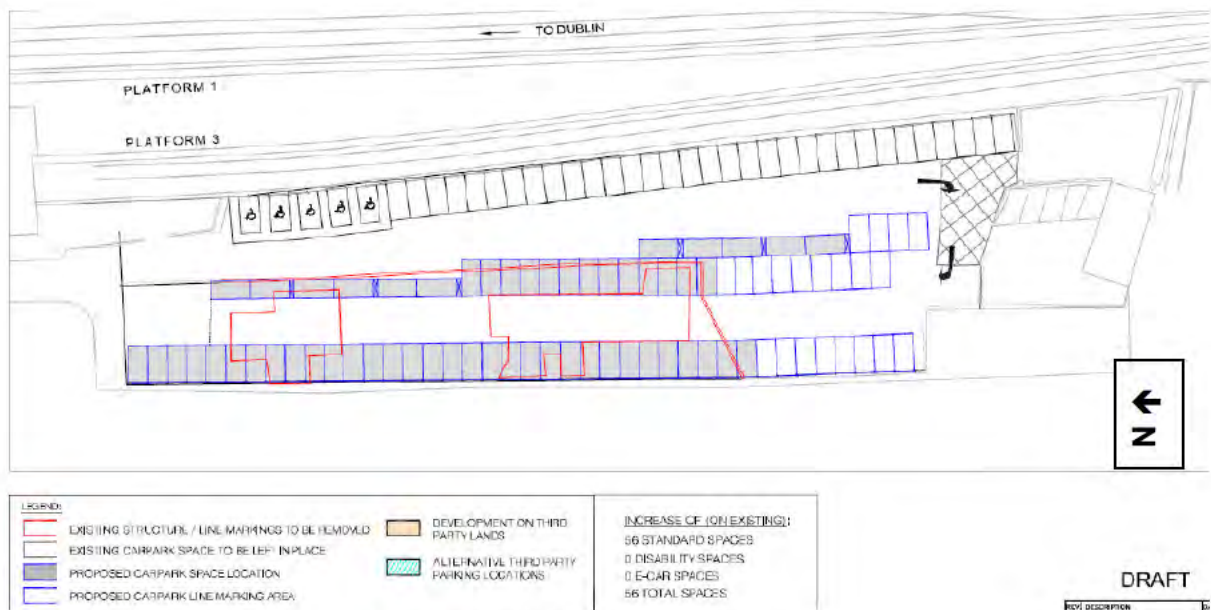 TO DUBLIN
PLATFORM 1
PLATFORM 3
N
LEGEND:
EXISTING STRUCTURE / LINE MARKINGS TO BE REMOVED
EXISTING CARPARK SPACE TO BE LEFT IN PLACE
PROPOSED CARPARK SPACE LOCATION
PROPOSED CARPARK LINE MARKING AREA
DEVELOPMENT ON THIRD
PARTY LANDS
ALTERNATIVE THIRD PARTY
PARKING LOCATIONS
INCREASE OF (ON EXISTING):
56 STANDARD SPACES
0 DISABILITY SPACES
0 E-CAR SPACES
56 TOTAL SPACES
DRAFT
REV DESCRIPTION